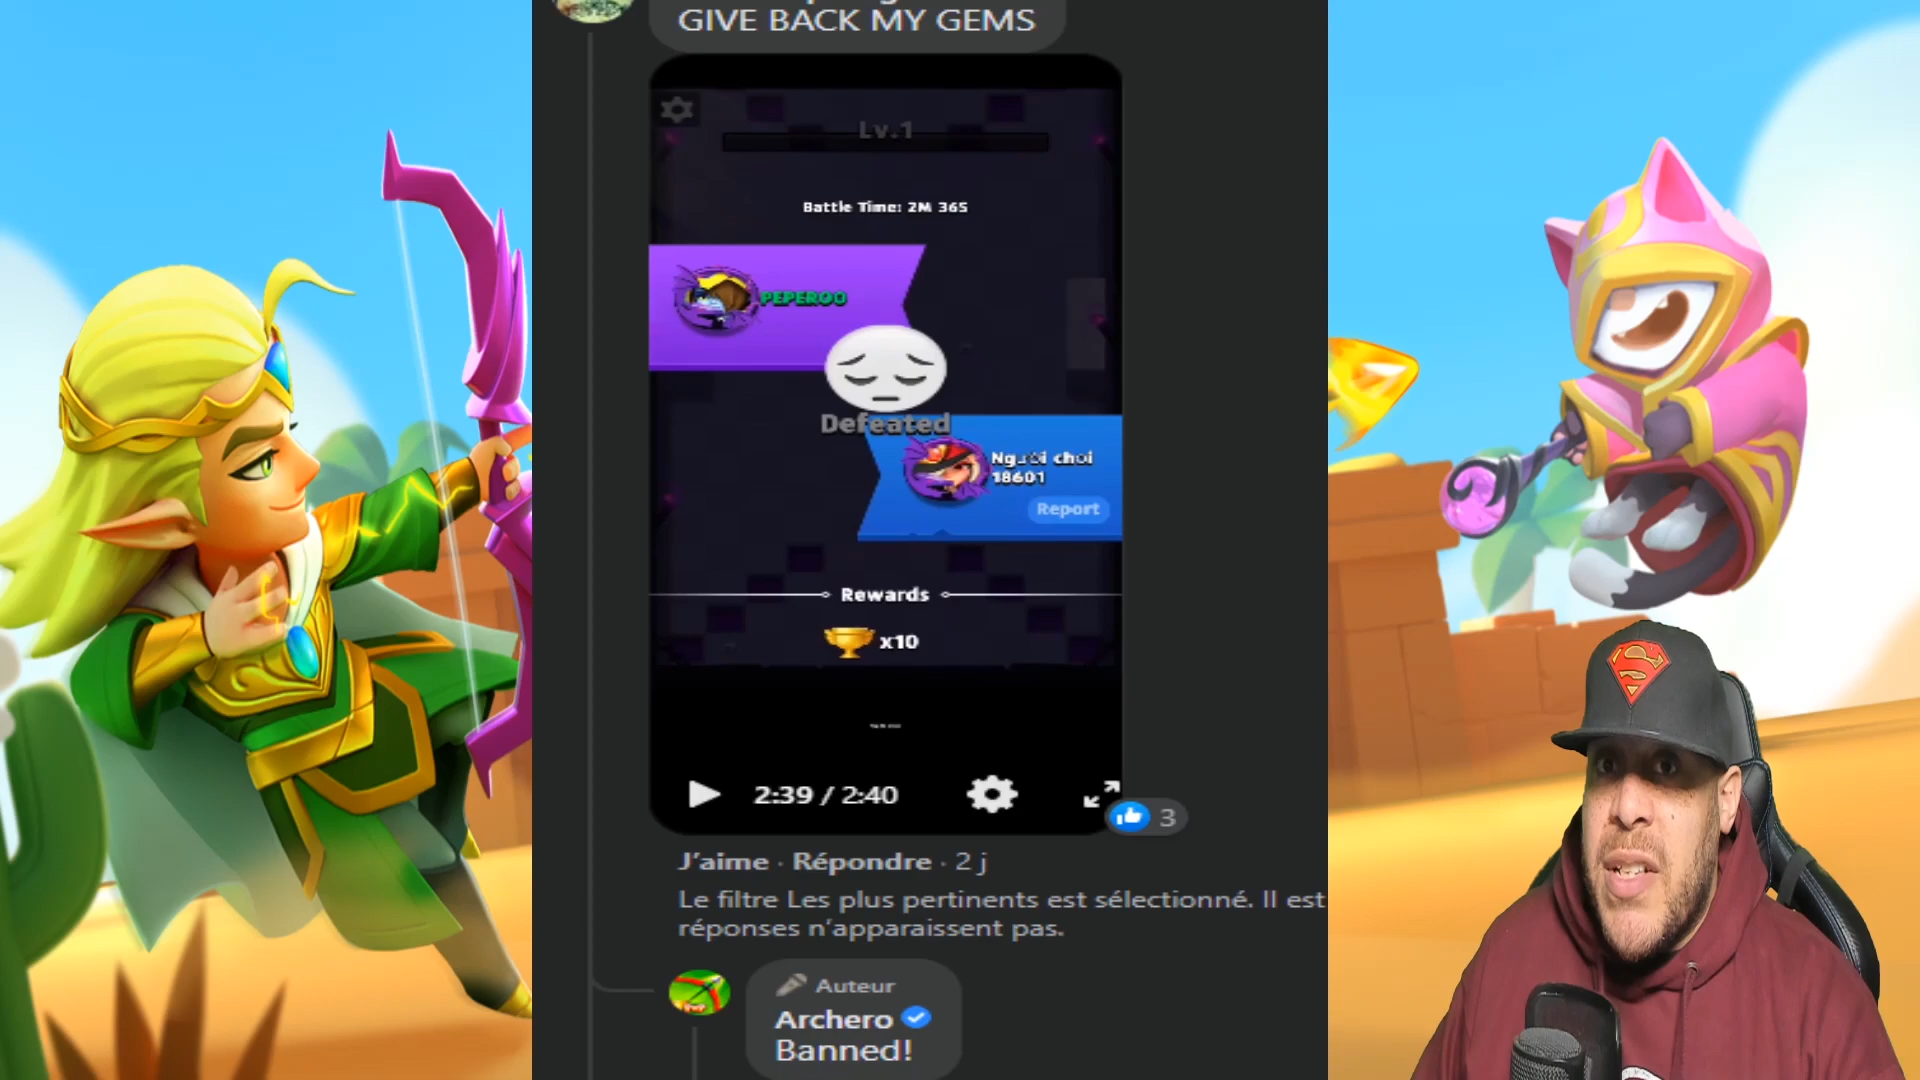 GIVE BACK MY GEMS
Lv.1
Battle Time: 2M 36S
PEPEROO
Defeated
Người chơi
18601
Report
Rewards
x10
2:39 / 2:40
3
J'aime · Répondre · 2 j
Le filtre Les plus pertinents est sélectionné. Il est
réponses n'apparaissent pas.
Auteur
Archero
Banned!